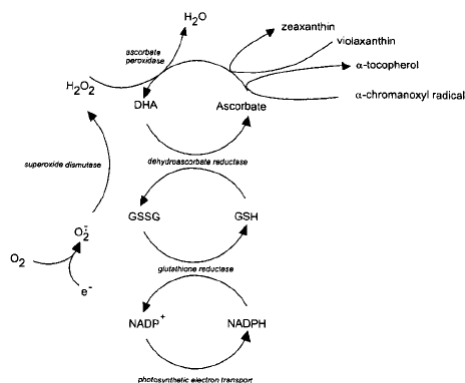 H2O
zeaxanthin
ascorbate
peroxidase
violaxanthin
α-tocopherol
H2O2
α-chromanoxyl radical
DHA
Ascorbate
superoxide dismutase
dehydroascorbate reductase
GSSG
GSH
O2-
O2
glutathione reductase
e-
NADP+
NADPH
photosynthetic electron transport